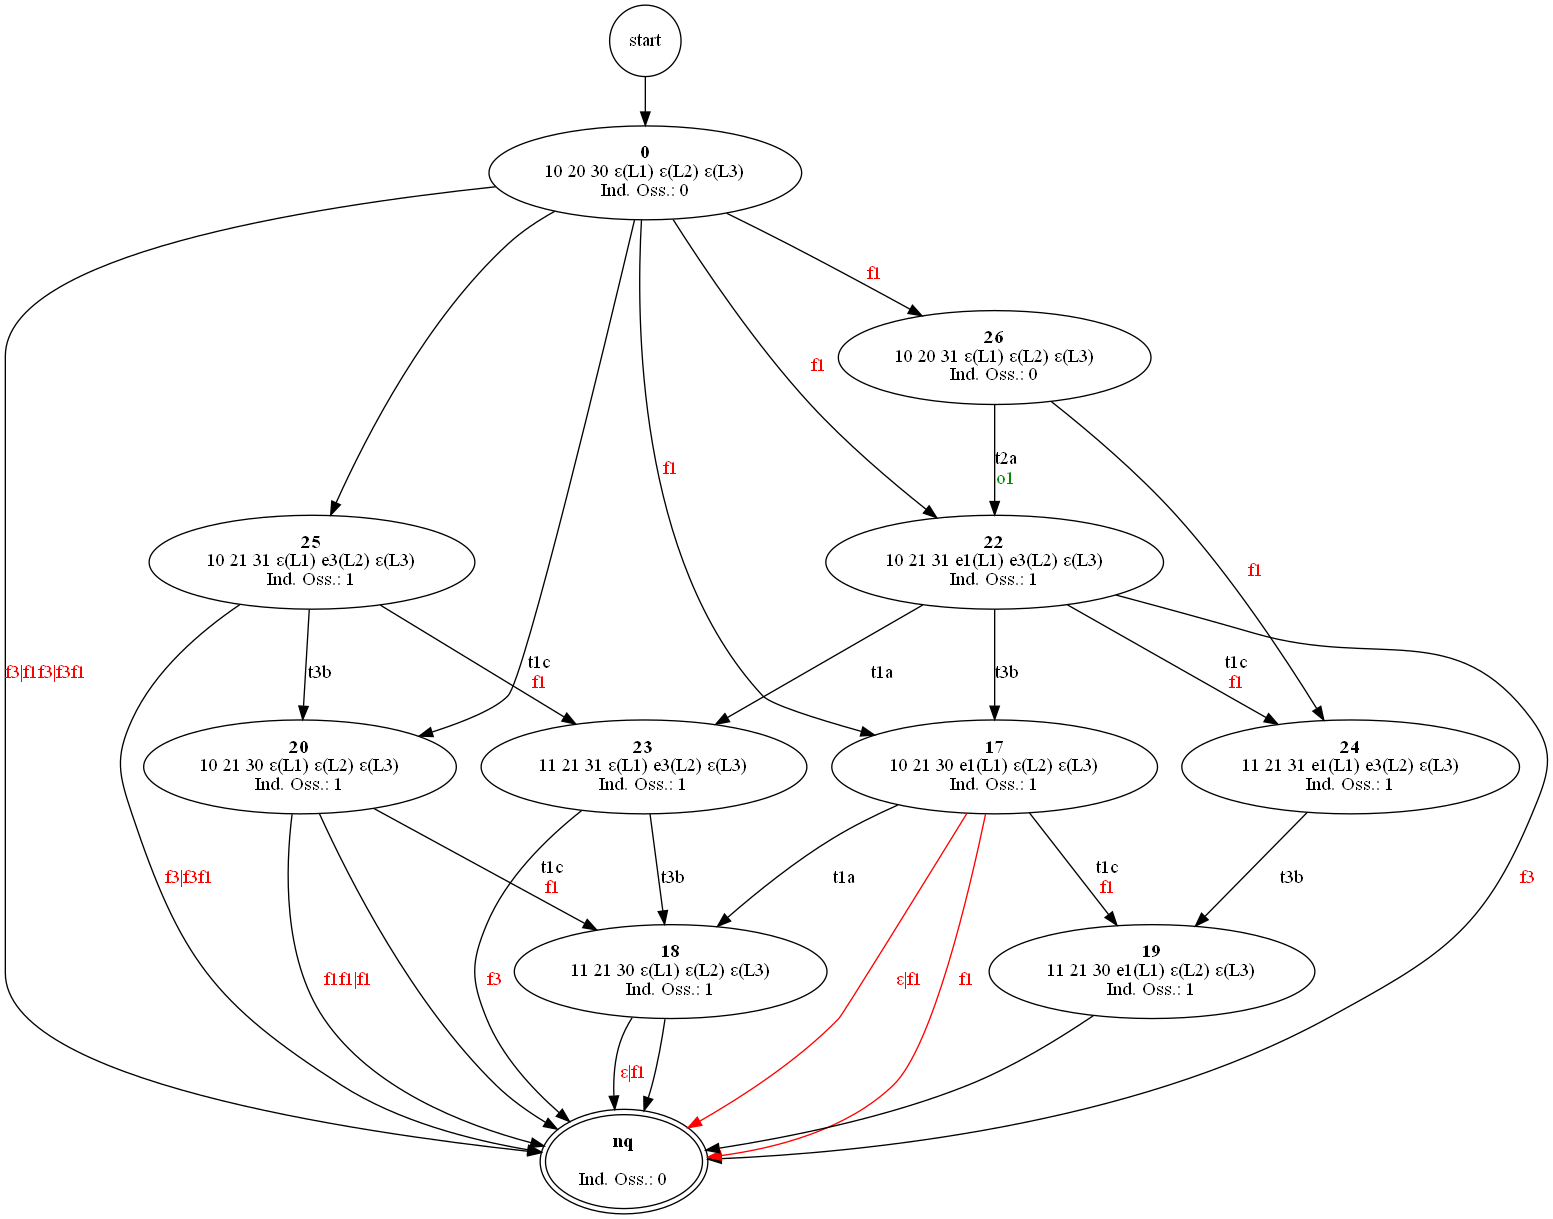 start
0
10 20 30 ε(L1) ε(L2) ε(L3)
Ind. Oss.: 0
f1
26
10 20 31 ε(L1) ε(L2) ε(L3)
Ind. Oss.: 0
f1
t2a
o1
f1
25
10 21 31 ε(L1) e3(L2) ε(L3)
Ind. Oss.: 1
22
10 21 31 e1(L1) e3(L2) ε(L3)
Ind. Oss.: 1
f1
f3|f1f3|f3f1
t3b
t1c
f1
t1a
t3b
t1c
f1
20
10 21 30 ε(L1) ε(L2) ε(L3)
Ind. Oss.: 1
23
11 21 31 ε(L1) e3(L2) ε(L3)
Ind. Oss.: 1
17
10 21 30 e1(L1) ε(L2) ε(L3)
Ind. Oss.: 1
24
11 21 31 e1(L1) e3(L2) ε(L3)
Ind. Oss.: 1
f3|f3f1
t1c
f1
t3b
t1a
t1c
f1
t3b
f3
18
11 21 30 ε(L1) ε(L2) ε(L3)
Ind. Oss.: 1
19
11 21 30 e1(L1) ε(L2) ε(L3)
Ind. Oss.: 1
f1f1|f1
f3
ε|f1
f1
ε|f1
nq
Ind. Oss.: 0